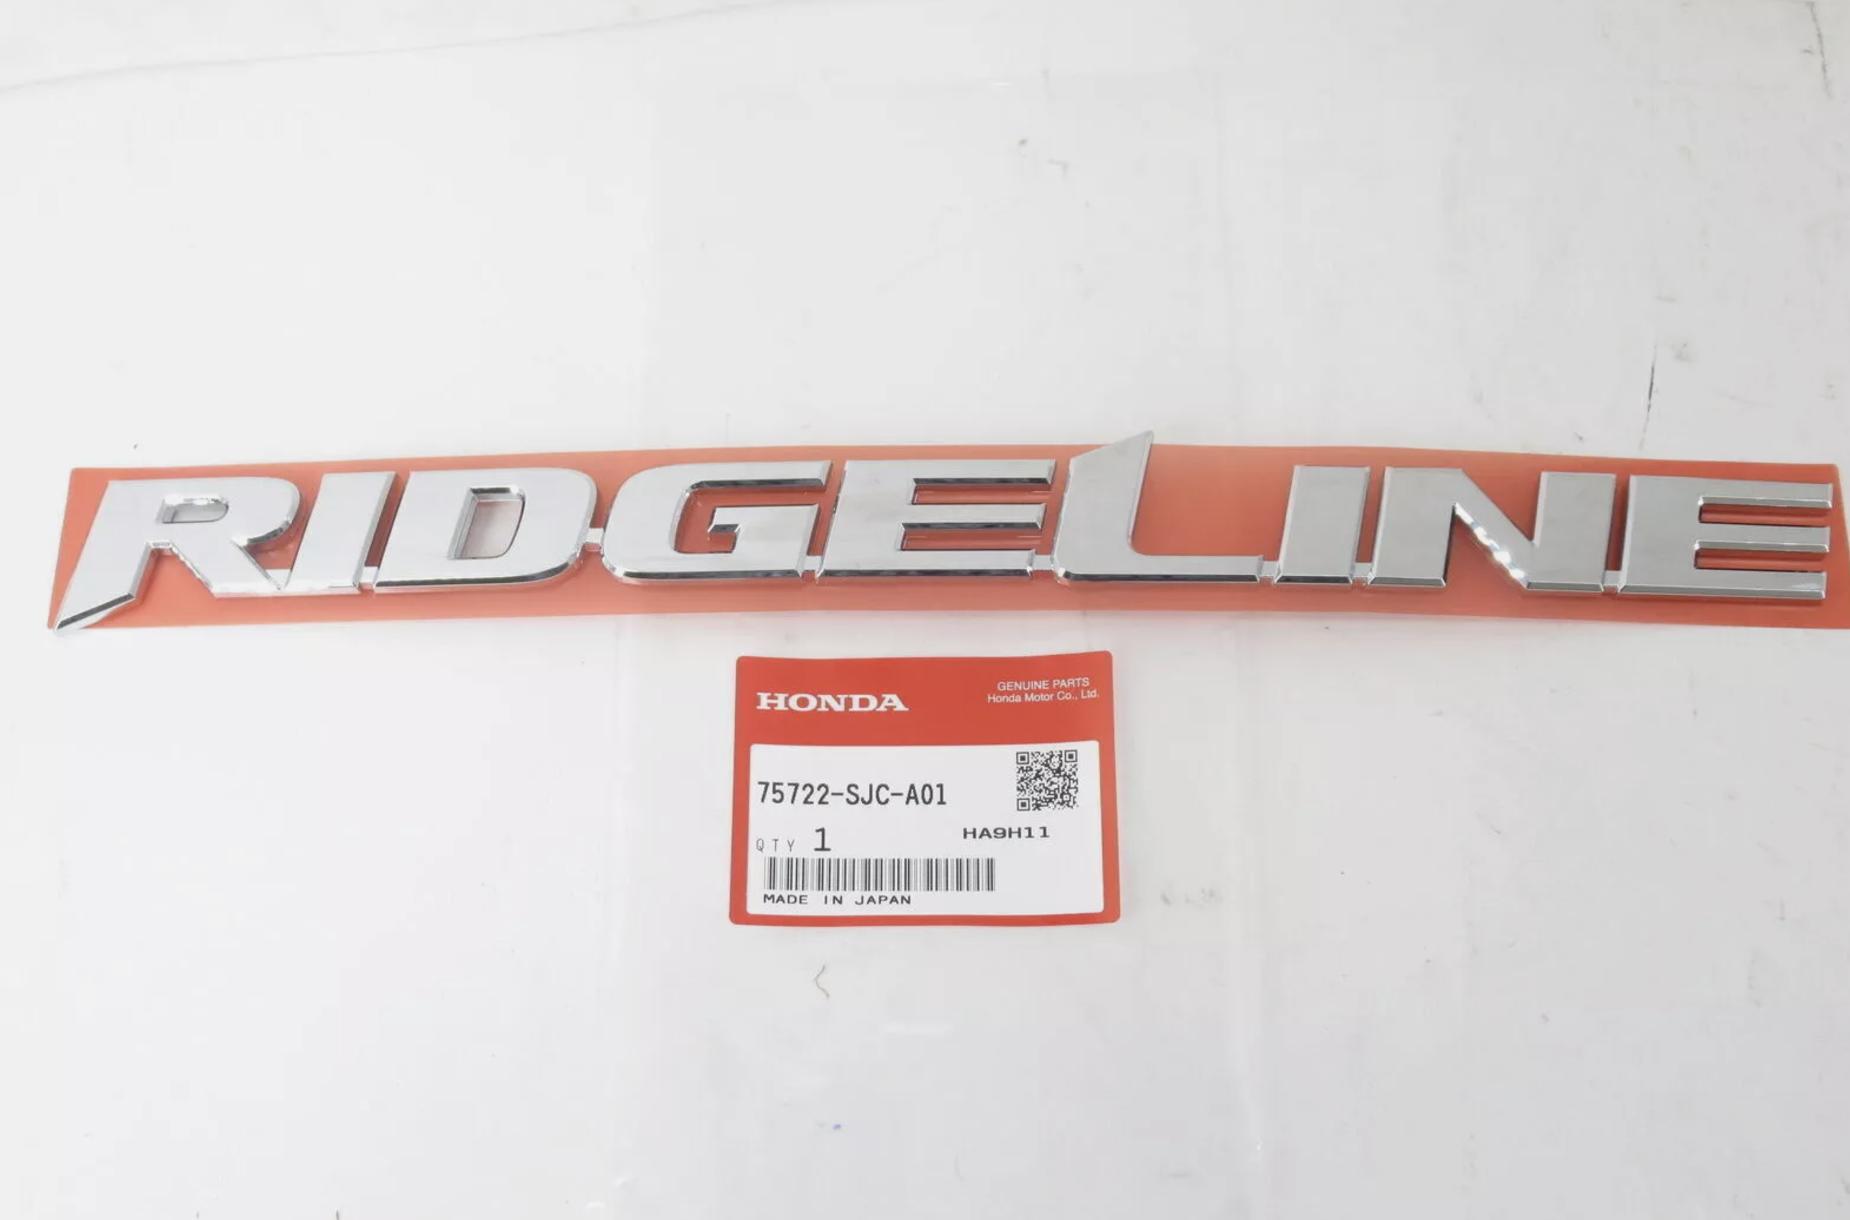 RIDGELINE
HONDA
GENUINE PARTS
Honda Motor Co., Ltd.
75722-SJC-A01
QTY 1 HA9H11
MADE IN JAPAN